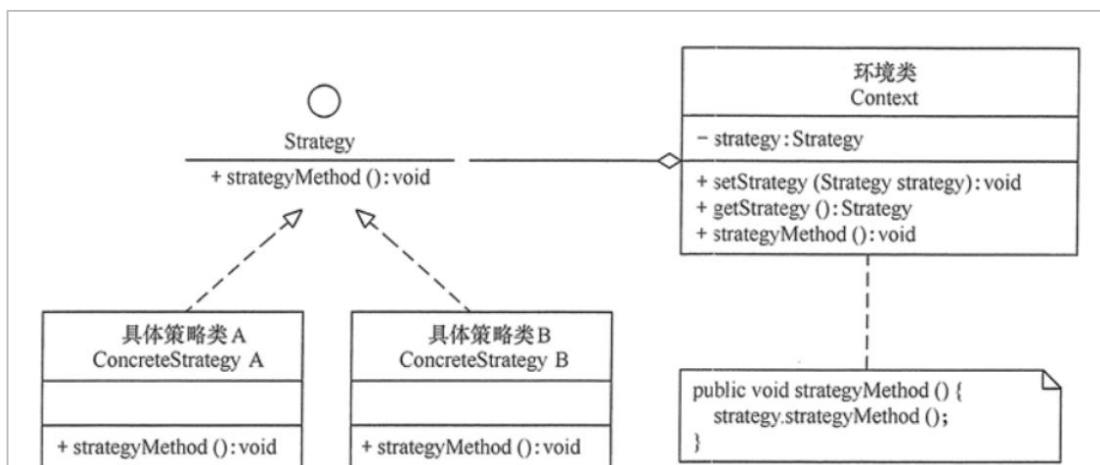 Strategy
+ strategyMethod ( ) : void
环境类
Context
− strategy : Strategy
+ setStrategy (Strategy strategy) : void
+ getStrategy ( ) : Strategy
+ strategyMethod ( ) : void
具体策略类A
ConcreteStrategy A
+ strategyMethod ( ) : void
具体策略类B
ConcreteStrategy B
+ strategyMethod ( ) : void
public void strategyMethod ( ) {
strategy.strategyMethod ( );
}